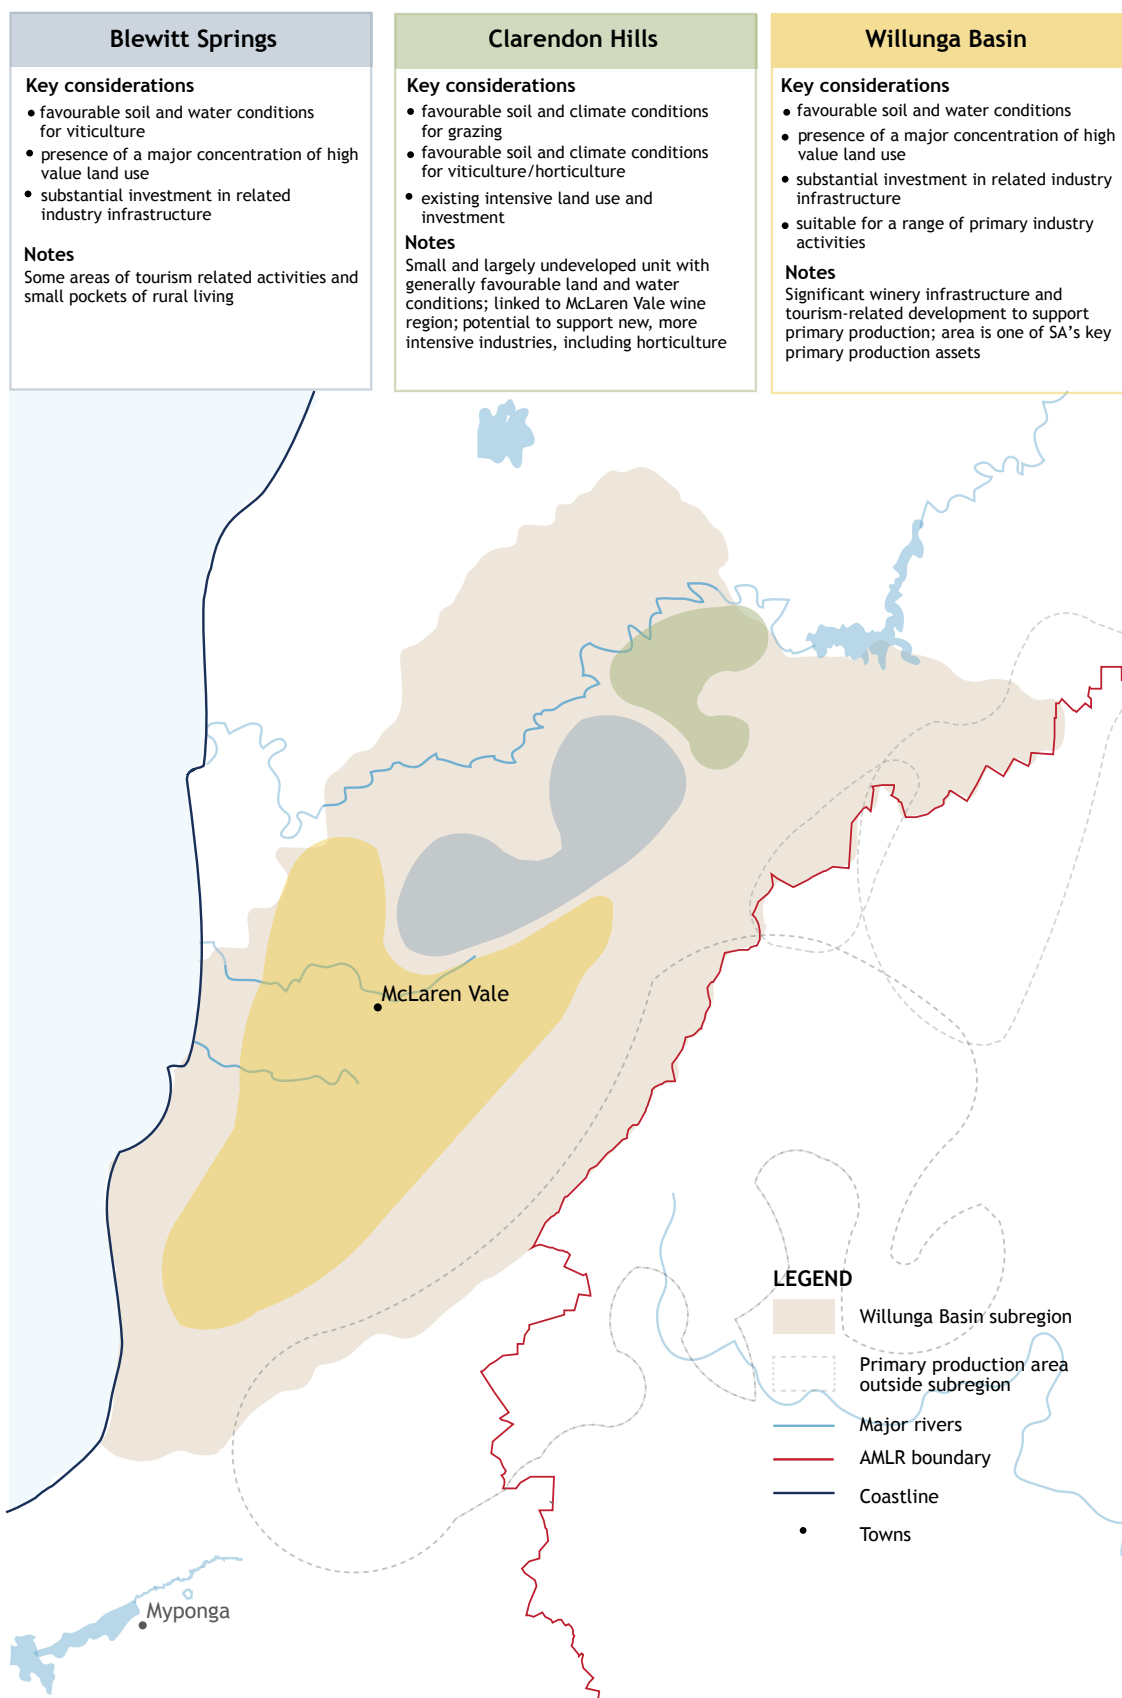 Blewitt Springs
Key considerations
• favourable soil and water conditions
for viticulture
• presence of a major concentration of high
value land use
• substantial investment in related
industry infrastructure
Notes
Some areas of tourism related activities and
small pockets of rural living
Clarendon Hills
Key considerations
• favourable soil and climate conditions
for grazing
• favourable soil and climate conditions
for viticulture/horticulture
• existing intensive land use and
investment
Notes
Small and largely undeveloped unit with
generally favourable land and water
conditions; linked to McLaren Vale wine
region; potential to support new, more
intensive industries, including horticulture
Willunga Basin
Key considerations
• favourable soil and water conditions
• presence of a major concentration of high
value land use
• substantial investment in related industry
infrastructure
• suitable for a range of primary industry
activities
Notes
Significant winery infrastructure and
tourism-related development to support
primary production; area is one of SA's key
primary production assets
McLaren Vale
LEGEND
Willunga Basin subregion
Primary production area
outside subregion
Major rivers
AMLR boundary
Coastline
Towns
Myponga